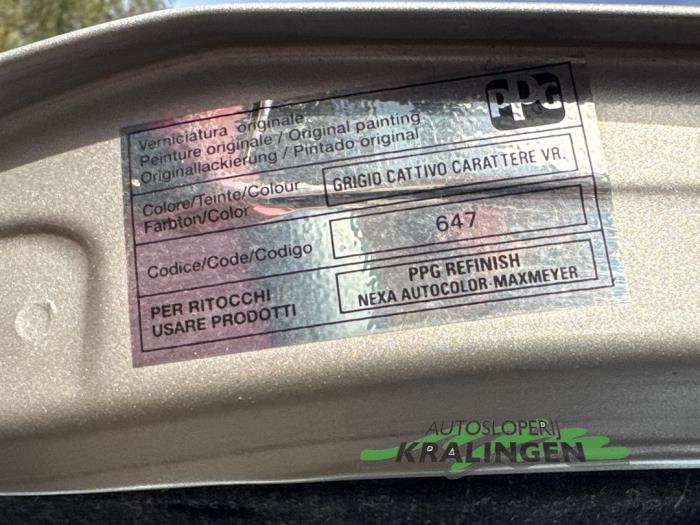 PPG
Verniciatura originale
Peinture originale / Original painting
Originallackierung / Pintado original
Colore/Teinte/Colour
Farbton/Color
GRIGIO CATTIVO CARATTERE VR.
Codice/Code/Codigo
647
PER RITOCCHI
USARE PRODOTTI
PPG REFINISH
NEXA AUTOCOLOR-MAXMEYER
AUTOSLOPERIJ
KRALINGEN